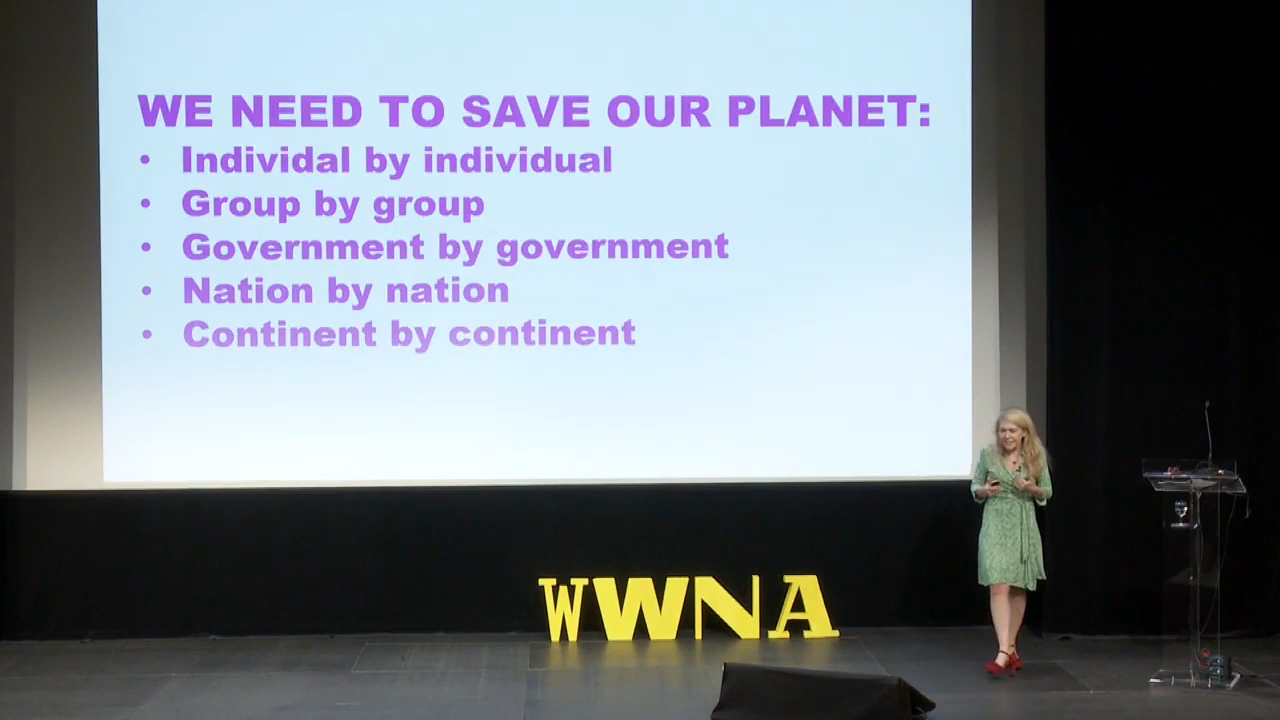 WE NEED TO SAVE OUR PLANET:
• Individal by individual
• Group by group
• Government by government
• Nation by nation
• Continent by continent
WWNA